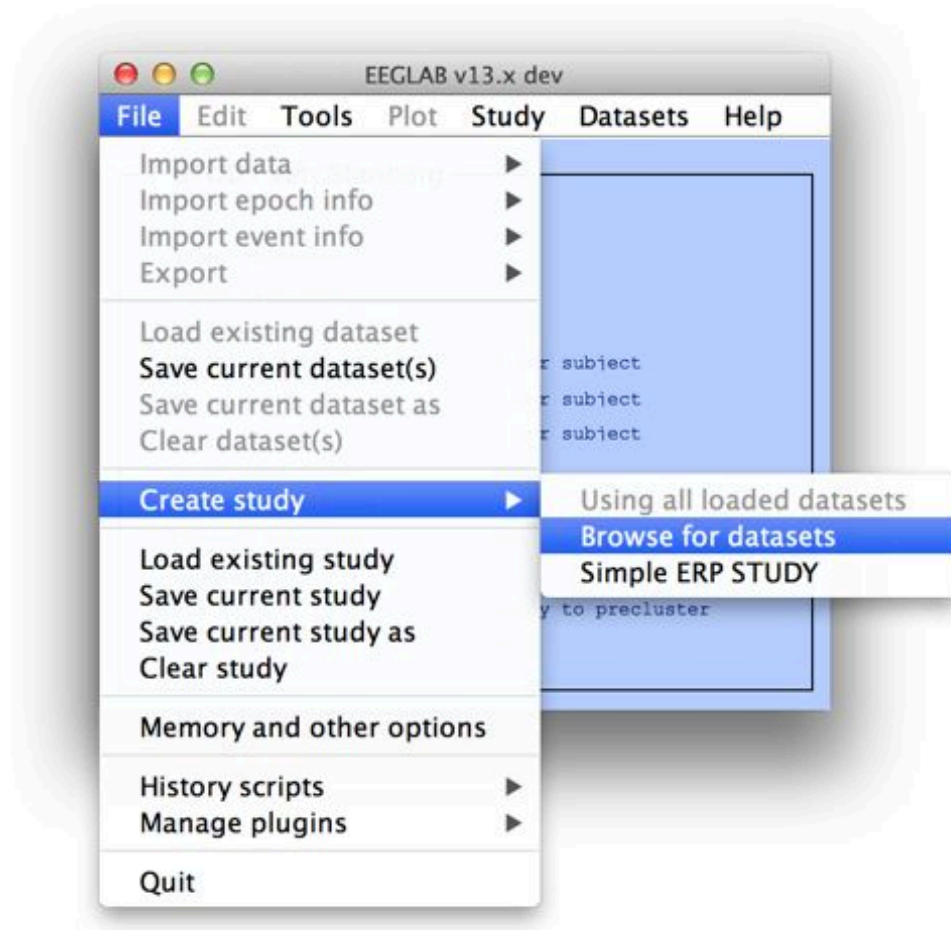 EEGLAB v13.x dev
File Edit Tools Plot Study Datasets Help
Import data
Import epoch info
Import event info
Export
Load existing dataset
Save current dataset(s)
Save current dataset as
Clear dataset(s)
Create study
Load existing study
Save current study
Save current study as
Clear study
Memory and other options
History scripts
Manage plugins
Quit
Using all loaded datasets
Browse for datasets
Simple ERP STUDY
subject
subject
subject
to precluster